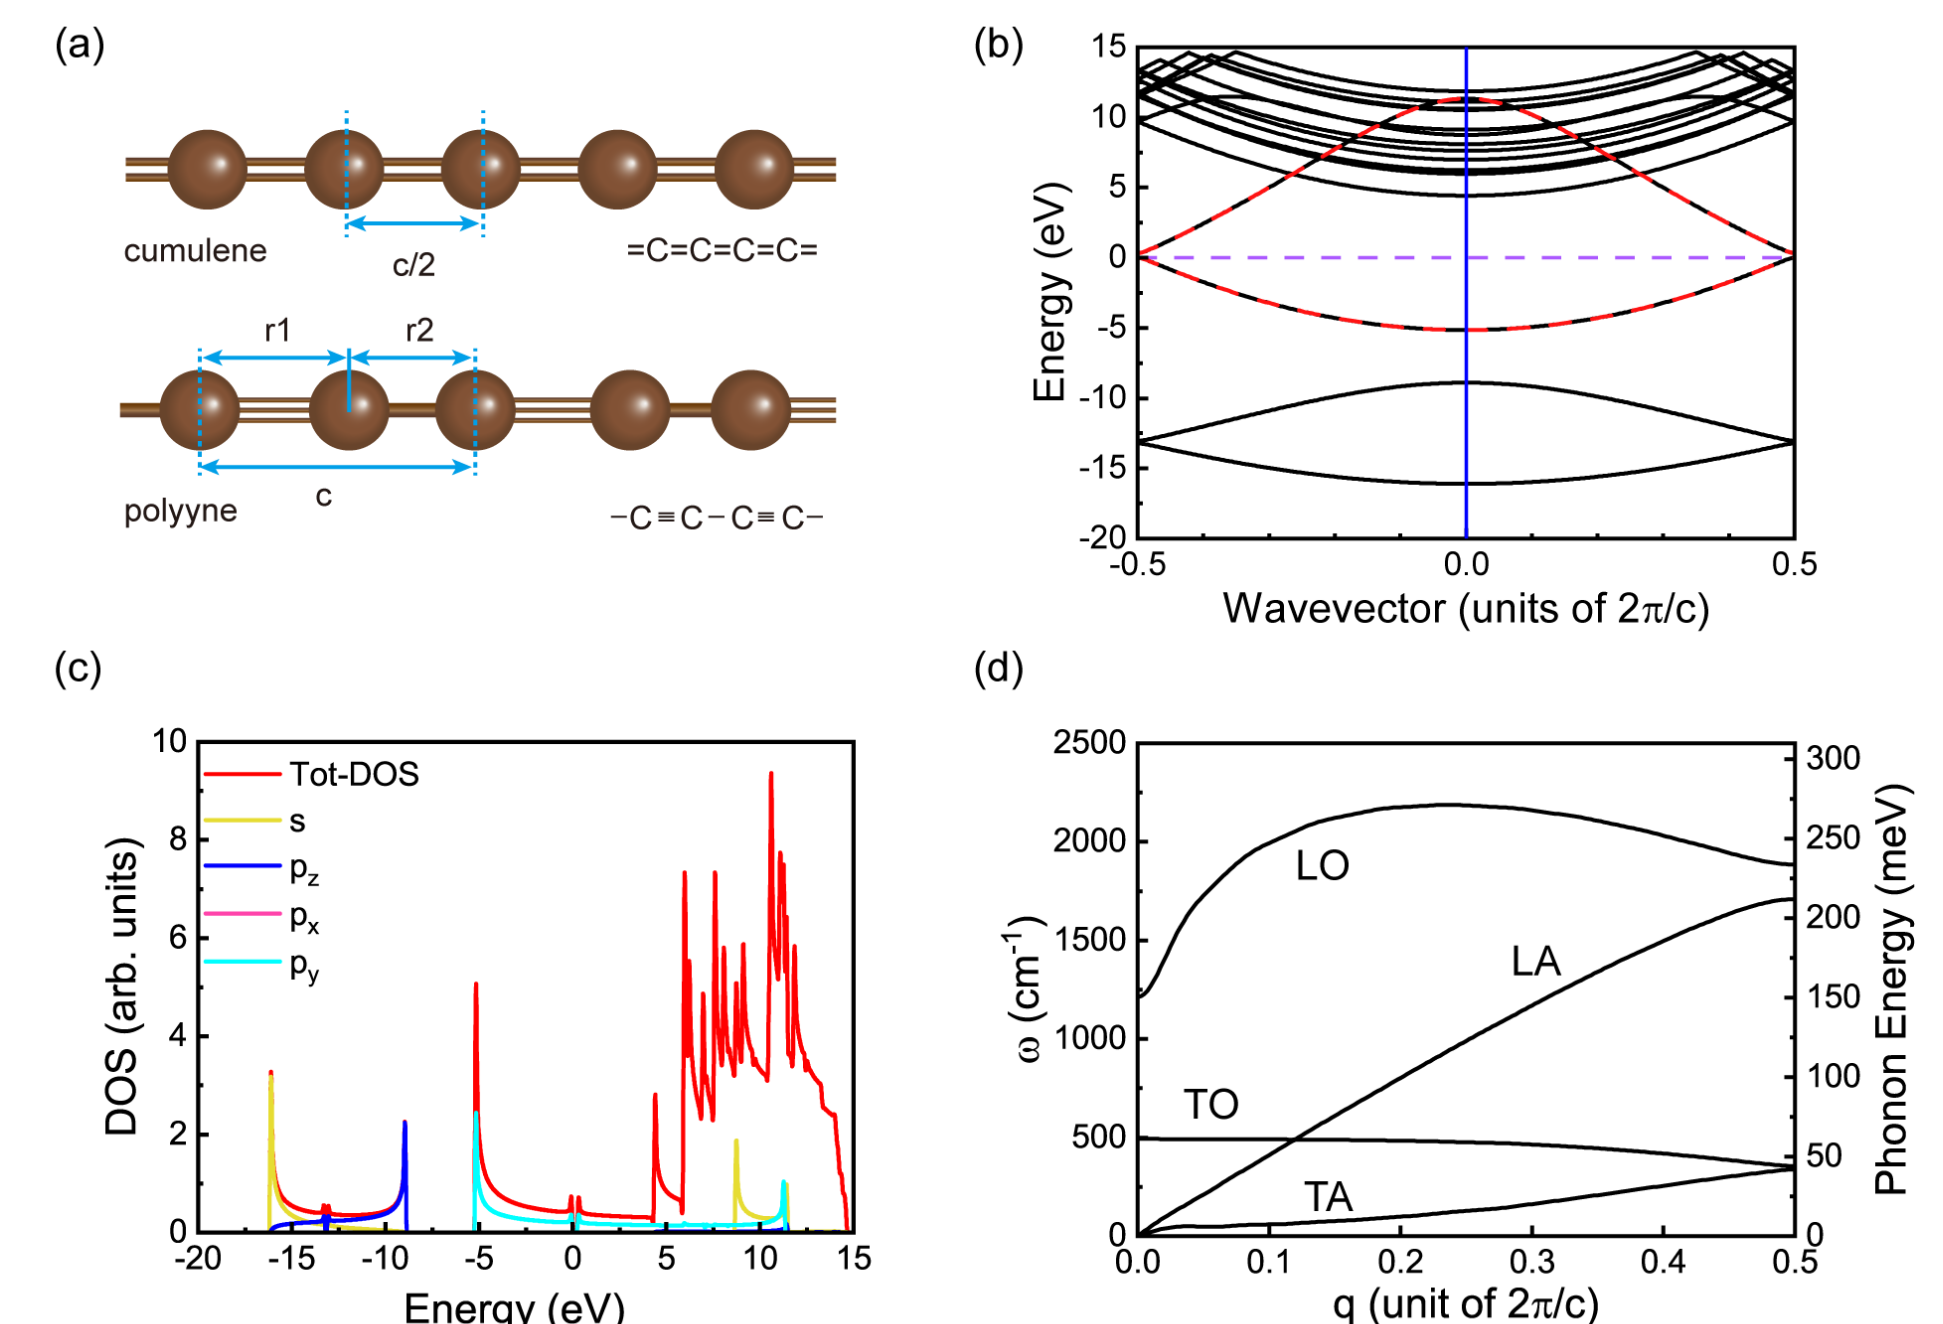 (a)
cumulene
c/2
=C=C=C=C=
r1
r2
c
polyyne
−C≡C−C≡C−
(b)
Energy (eV)
15
10
5
0
-5
-10
-15
-20
-0.5
0.0
0.5
Wavevector (units of 2π/c)
(c)
DOS (arb. units)
10
8
6
4
2
0
Tot-DOS
s
p_z
p_x
p_y
-20
-15
-10
-5
0
5
10
15
Energy (eV)
(d)
ω (cm⁻¹)
2500
2000
1500
1000
500
0
LO
LA
TO
TA
300
250
200
150
100
50
0
Phonon Energy (meV)
0.0
0.1
0.2
0.3
0.4
0.5
q (unit of 2π/c)